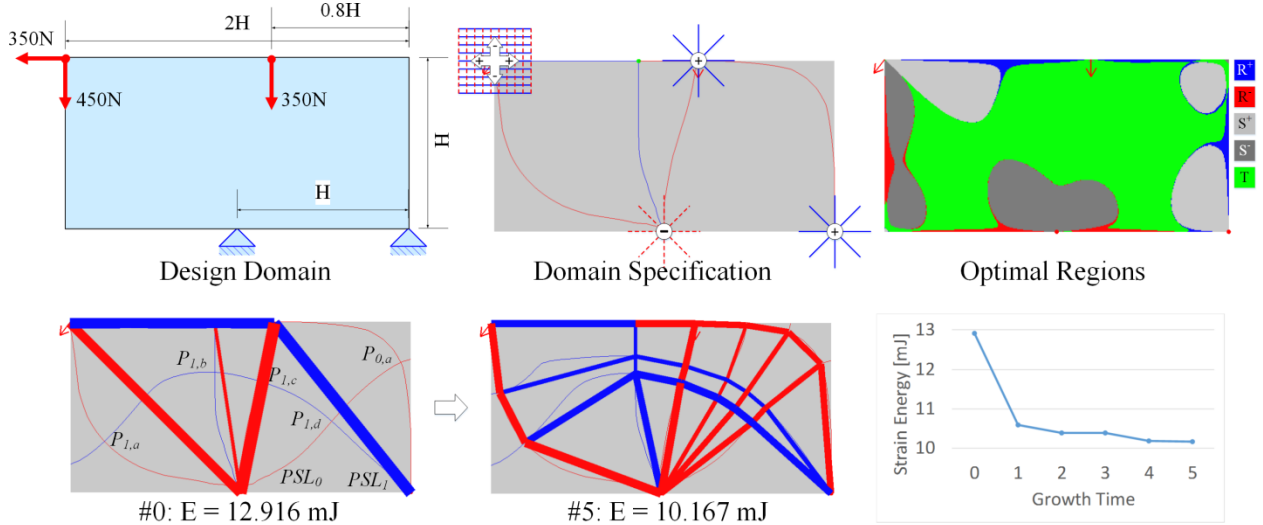 0.8H
2H
350N
450N
350N
H
H
Design Domain
- + + -
+
-
+
Domain Specification
R⁺
R⁻
S⁺
S⁻
T
Optimal Regions
P1,b
P1,c
P0,a
P1,a
P1,d
PSL0
PSL1
#0: E = 12.916 mJ
#5: E = 10.167 mJ
Strain Energy [mJ]
13
12
11
10
0 1 2 3 4 5
Growth Time